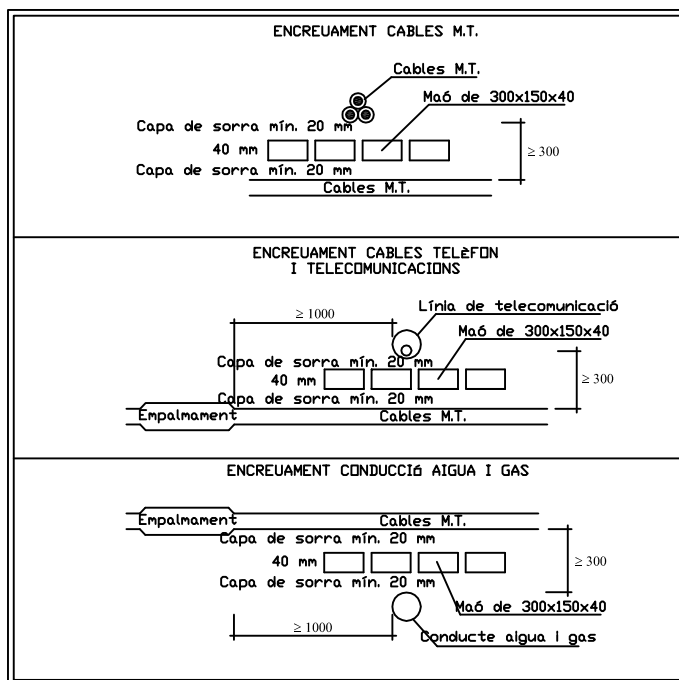 ENCREUAMENT CABLES M.T.
Cables M.T.
Maó de 300x150x40
Capa de sorra mín. 20 mm
40 mm
≥ 300
Capa de sorra mín. 20 mm
Cables M.T.
ENCREUAMENT CABLES TELèFON
I TELECOMUNICACIONS
Línia de telecomunicació
≥ 1000
Maó de 300x150x40
Capa de sorra mín. 20 mm
40 mm
≥ 300
Capa de sorra mín. 20 mm
Empalmament
Cables M.T.
ENCREUAMENT CONDUCCIó AIGUA I GAS
Empalmament
Cables M.T.
Capa de sorra mín. 20 mm
40 mm
≥ 300
Capa de sorra mín. 20 mm
Maó de 300x150x40
≥ 1000
Conducte aigua i gas